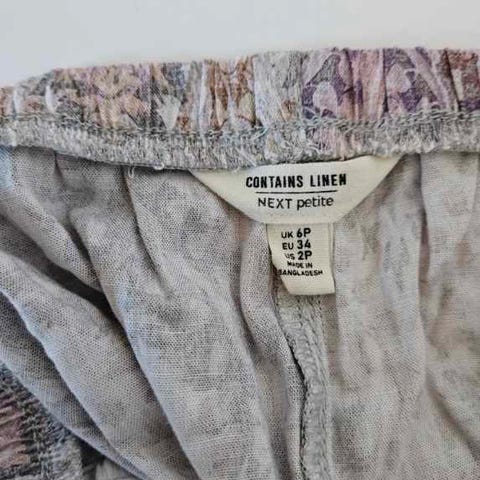 CONTAINS LINEN
NEXT petite
UK 6P
EU 34
US 2P
MADE IN
BANGLADESH